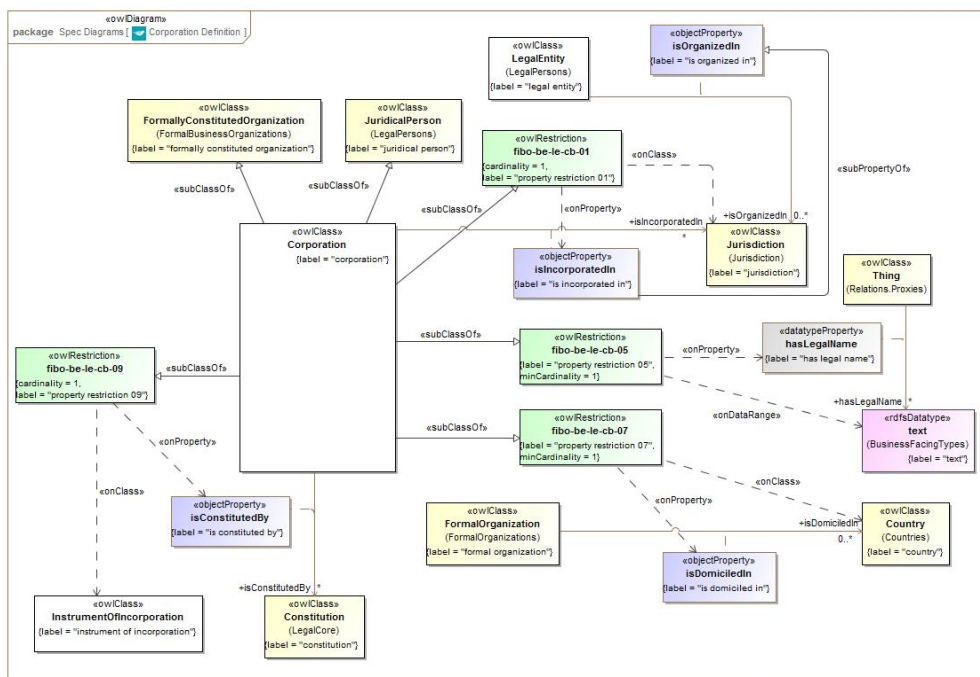 «owlDiagram»
package Spec Diagrams [ Corporation Definition ]
«owlClass»
LegalEntity
(LegalPersons)
{label = "legal entity"}
«objectProperty»
isOrganizedIn
{label = "is organized in"}
«owlClass»
FormallyConstitutedOrganization
(FormalBusinessOrganizations)
{label = "formally constituted organization"}
«owlClass»
JuridicalPerson
(LegalPersons)
{label = "juridical person"}
«owlRestriction»
fibo-be-le-cb-01
{cardinality = 1,
label = "property restriction 01"}
«onClass»
«subPropertyOf»
«subClassOf»
«subClassOf»
«subClassOf»
«onProperty»
+isIncorporatedIn
*
+isOrganizedIn 0..*
«owlClass»
Corporation
{label = "corporation"}
«owlClass»
Jurisdiction
(Jurisdiction)
{label = "jurisdiction"}
«objectProperty»
isIncorporatedIn
{label = "is incorporated in"}
«owlClass»
Thing
(Relations.Proxies)
«subClassOf»
«owlRestriction»
fibo-be-le-cb-05
{label = "property restriction 05",
minCardinality = 1}
«onProperty»
«datatypeProperty»
hasLegalName
{label = "has legal name"}
«owlRestriction»
fibo-be-le-cb-09
{cardinality = 1,
label = "property restriction 09"}
«subClassOf»
«onDataRange»
+hasLegalName *
«rdfsDatatype»
text
(BusinessFacingTypes)
{label = "text"}
«subClassOf»
«owlRestriction»
fibo-be-le-cb-07
{label = "property restriction 07",
minCardinality = 1}
«onProperty»
«onClass»
«onClass»
«onProperty»
«objectProperty»
isConstitutedBy
{label = "is constituted by"}
«owlClass»
FormalOrganization
(FormalOrganizations)
{label = "formal organization"}
+isDomiciledIn
0..*
«owlClass»
Country
(Countries)
{label = "country"}
«objectProperty»
isDomiciledIn
{label = "is domiciled in"}
+isConstitutedBy *
«owlClass»
InstrumentOfIncorporation
{label = "instrument of incorporation"}
«owlClass»
Constitution
(LegalCore)
{label = "constitution"}